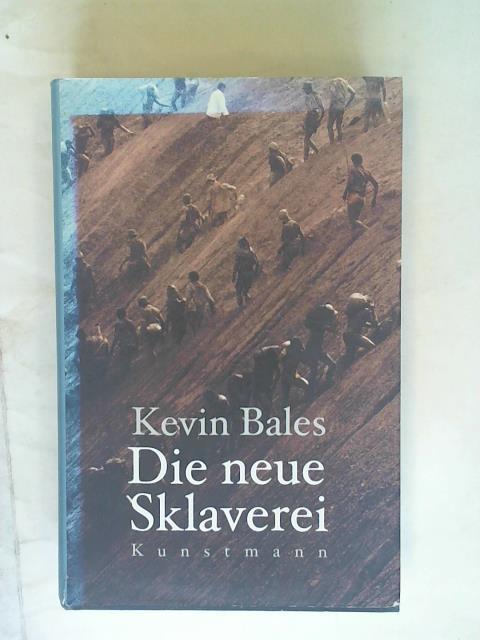 Kevin Bales
Die neue
Sklaverei
Kunstmann